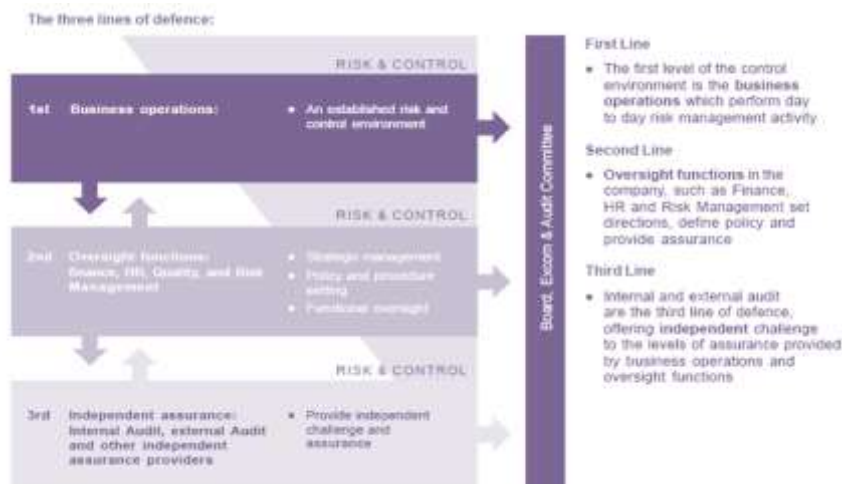 The three lines of defence:
RISK & CONTROL
1st Business operations:
• An established risk and
control environment
RISK & CONTROL
2nd Oversight functions:
finance, HR, Quality, and Risk
Management
• Strategic management
• Policy and procedure
setting
• Functional oversight
RISK & CONTROL
3rd Independent assurance:
Internal Audit, external Audit
and other independent
assurance providers
• Provide independent
challenge and
assurance
Board, Excom & Audit Committee
First Line
• The first level of the control
environment is the business
operations which perform day
to day risk management activity
Second Line
• Oversight functions in the
company, such as Finance,
HR and Risk Management set
directions, define policy and
provide assurance
Third Line
• Internal and external audit
are the third line of defence,
offering independent challenge
to the levels of assurance provided
by business operations and
oversight functions